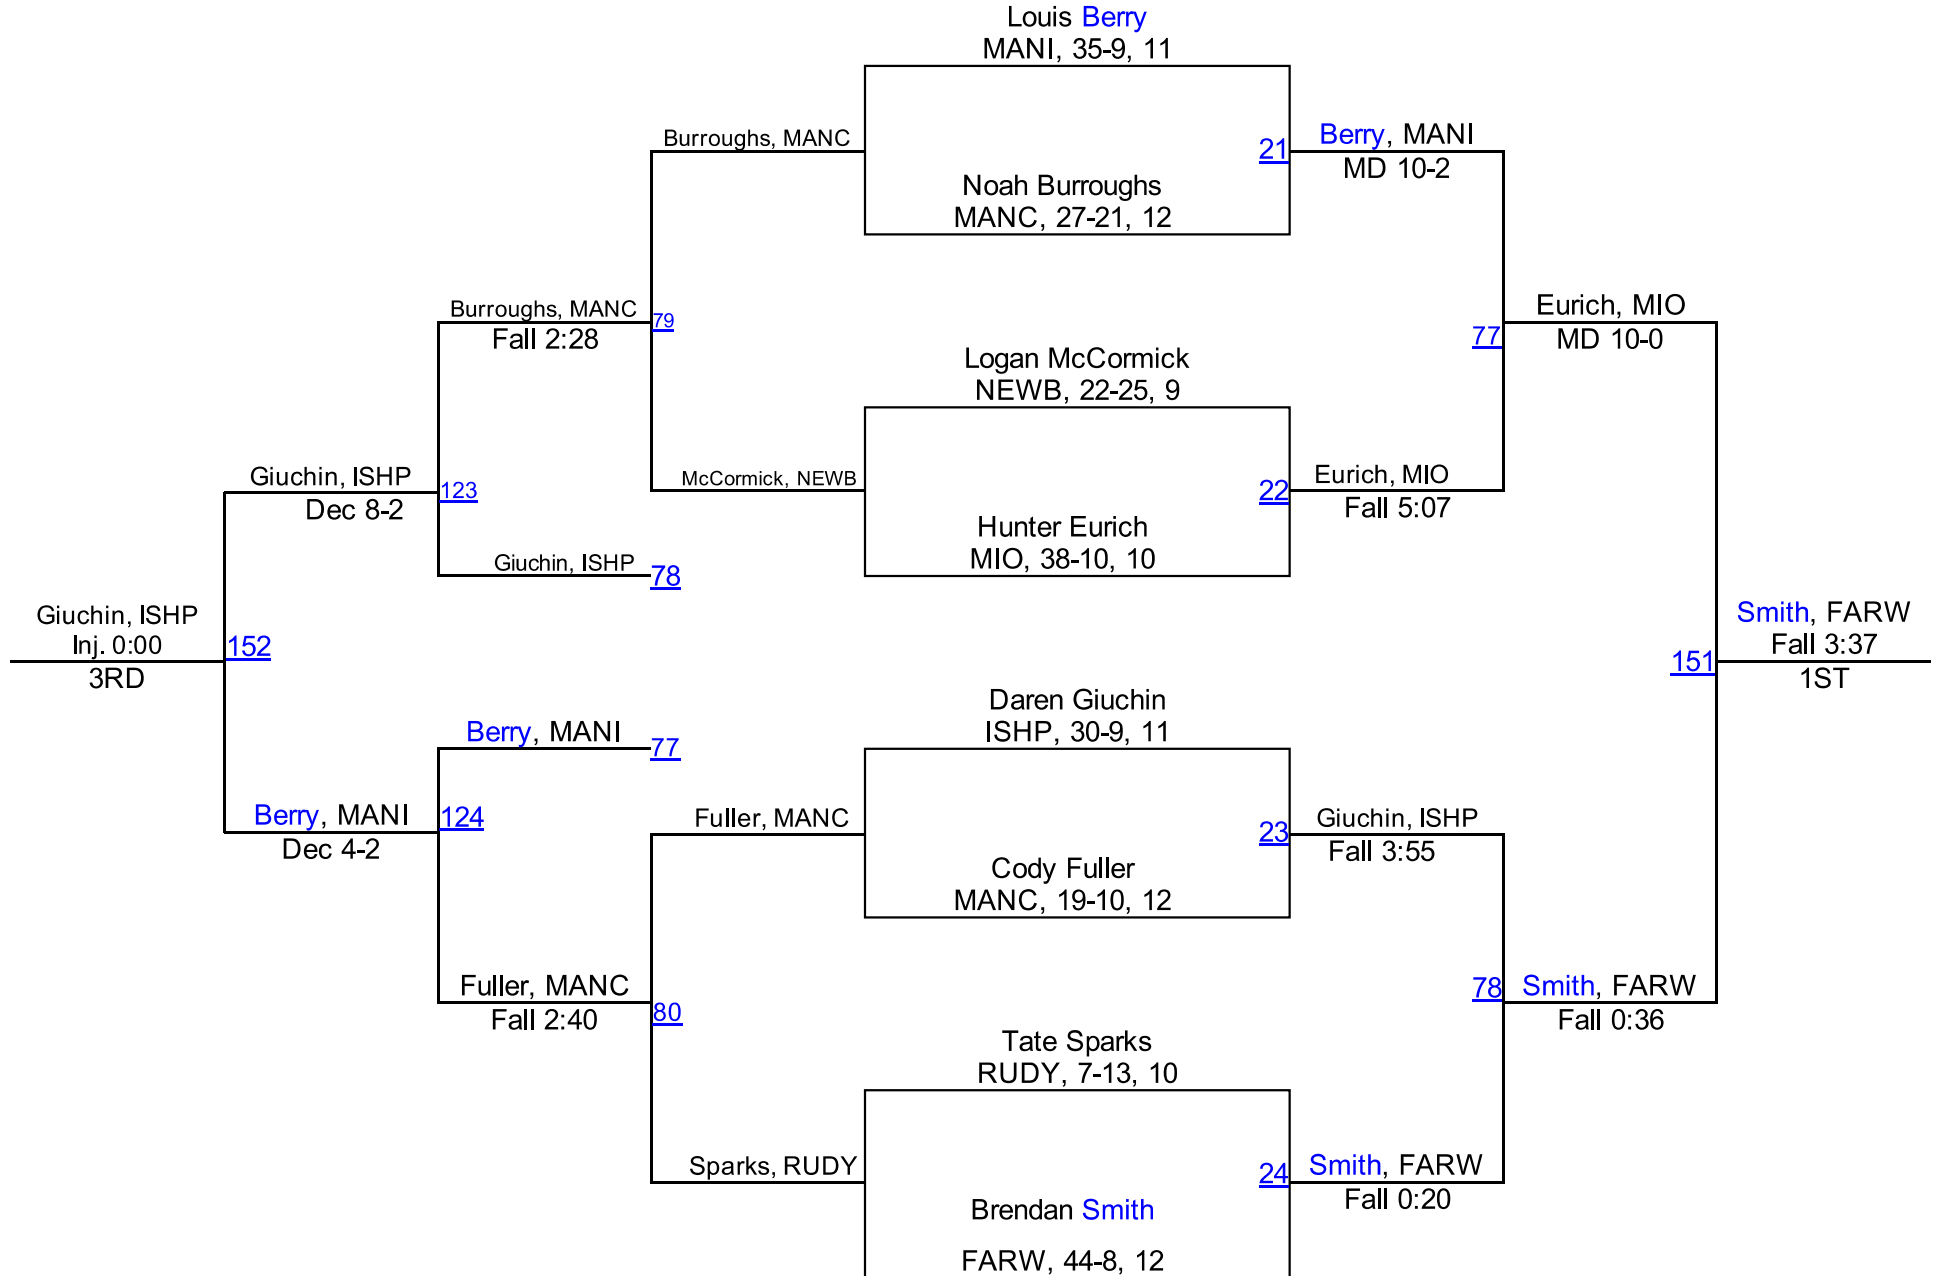 Louis Berry
MANI, 35-9, 11
Burroughs, MANC
21
Berry, MANI
MD 10-2
Noah Burroughs
MANC, 27-21, 12
Burroughs, MANC
Fall 2:28
79
Eurich, MIO
MD 10-0
77
Logan McCormick
NEWB, 22-25, 9
Giuchin, ISHP
Dec 8-2
123
McCormick, NEWB
22
Eurich, MIO
Fall 5:07
Hunter Eurich
MIO, 38-10, 10
Giuchin, ISHP
78
Giuchin, ISHP
Inj. 0:00
3RD
152
Smith, FARW
Fall 3:37
1ST
151
Daren Giuchin
ISHP, 30-9, 11
Berry, MANI
77
Berry, MANI
Dec 4-2
124
Fuller, MANC
23
Giuchin, ISHP
Fall 3:55
Cody Fuller
MANC, 19-10, 12
Fuller, MANC
Fall 2:40
80
78
Smith, FARW
Fall 0:36
Tate Sparks
RUDY, 7-13, 10
Sparks, RUDY
24
Smith, FARW
Fall 0:20
Brendan Smith
FARW, 44-8, 12